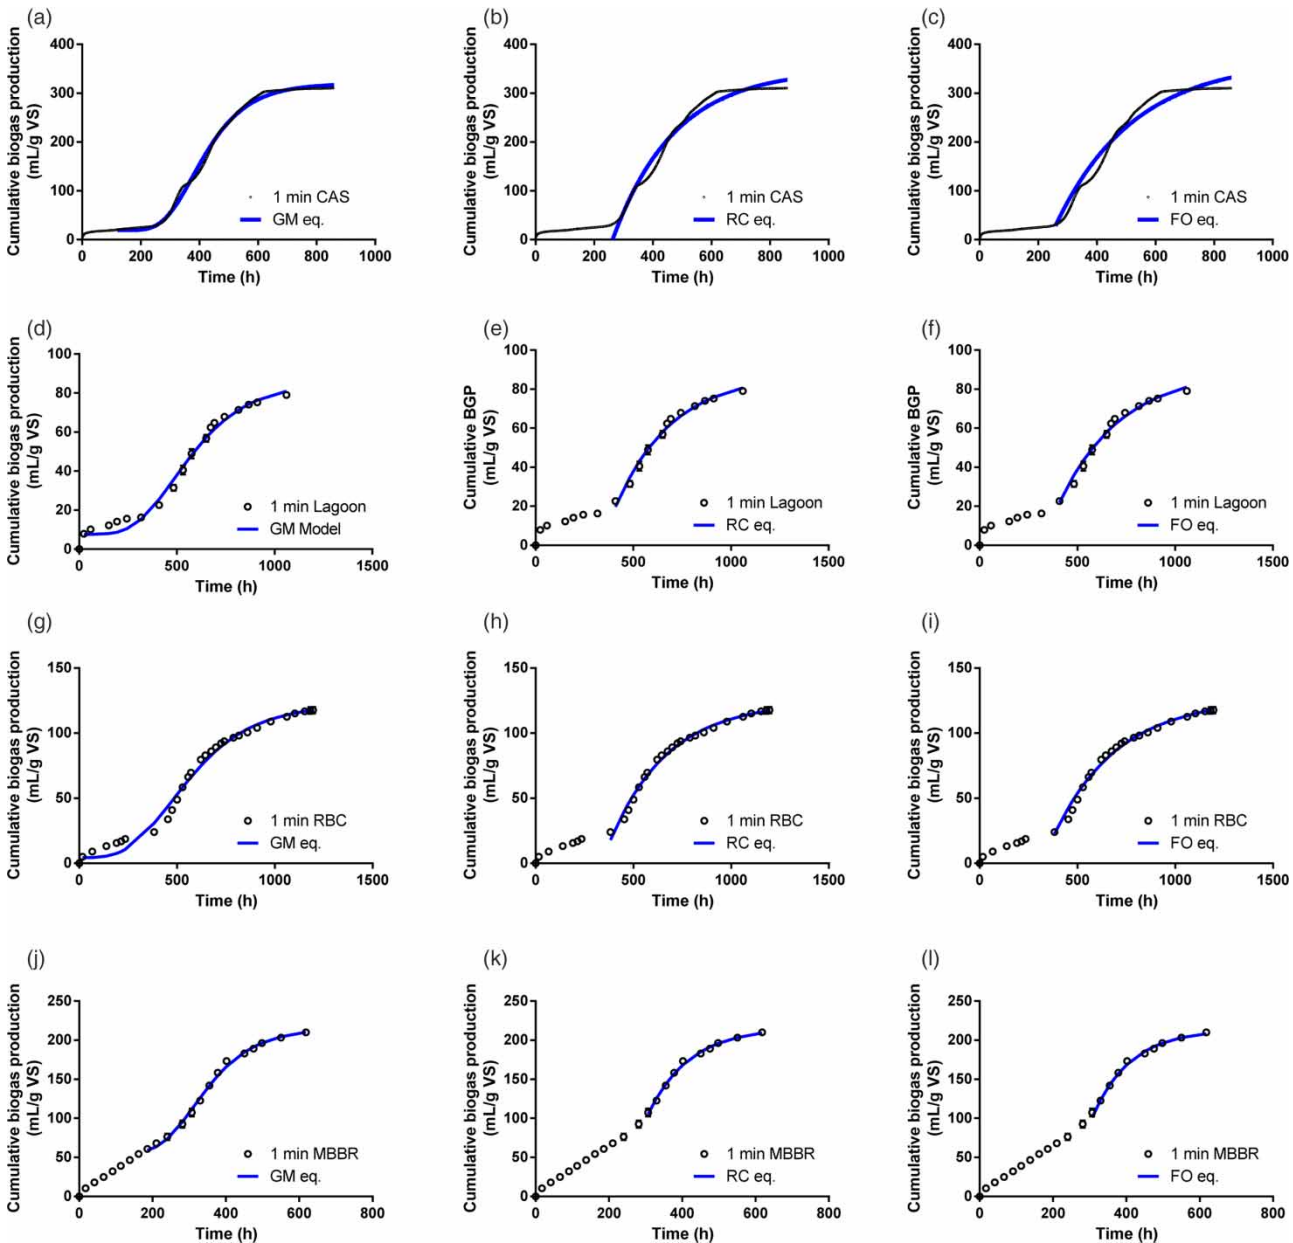 (a)
Cumulative biogas production
(mL/g VS)
400
300
200
100
0
1 min CAS
GM eq.
0 200 400 600 800 1000
Time (h)
(b)
Cumulative biogas production
(mL/g VS)
400
300
200
100
0
1 min CAS
RC eq.
0 200 400 600 800 1000
Time (h)
(c)
Cumulative biogas production
(mL/g VS)
400
300
200
100
0
1 min CAS
FO eq.
0 200 400 600 800 1000
Time (h)
(d)
Cumulative biogas production
(mL/g VS)
100
80
60
40
20
0
1 min Lagoon
GM Model
0 500 1000 1500
Time (h)
(e)
Cumulative BGP
(mL/g VS)
100
80
60
40
20
0
1 min Lagoon
RC eq.
0 500 1000 1500
Time (h)
(f)
Cumulative BGP
(mL/g VS)
100
80
60
40
20
0
1 min Lagoon
FO eq.
0 500 1000 1500
Time (h)
(g)
Cumulative biogas production
(mL/g VS)
150
100
50
0
1 min RBC
GM eq.
0 500 1000 1500
Time (h)
(h)
Cumulative biogas production
(mL/g VS)
150
100
50
0
1 min RBC
RC eq.
0 500 1000 1500
Time (h)
(i)
Cumulative biogas production
(mL/g VS)
150
100
50
0
1 min RBC
FO eq.
0 500 1000 1500
Time (h)
(j)
Cumulative biogas production
(mL/g VS)
250
200
150
100
50
0
1 min MBBR
GM eq.
0 200 400 600 800
Time (h)
(k)
Cumulative biogas production
(mL/g VS)
250
200
150
100
50
0
1 min MBBR
RC eq.
0 200 400 600 800
Time (h)
(l)
Cumulative biogas production
(mL/g VS)
250
200
150
100
50
0
1 min MBBR
FO eq.
0 200 400 600 800
Time (h)